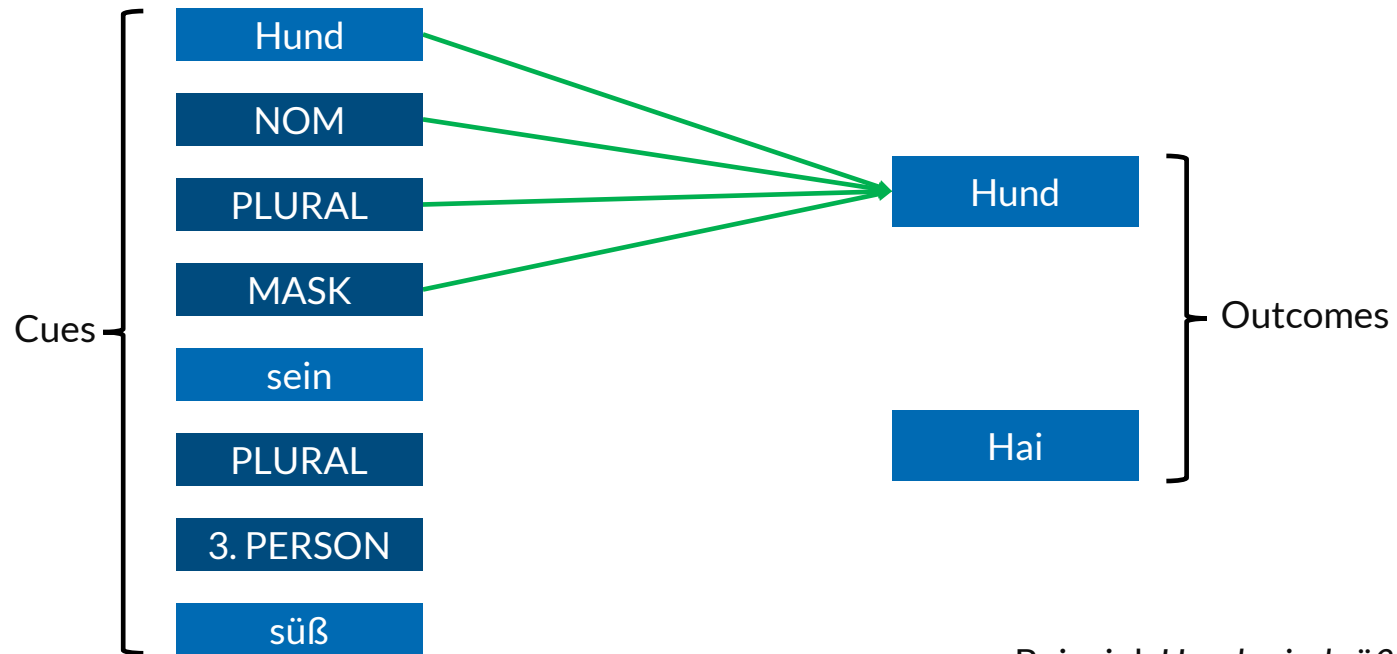 Hund
NOM
PLURAL
MASK
sein
PLURAL
3. PERSON
süß
Cues
Hund
Hai
Outcomes